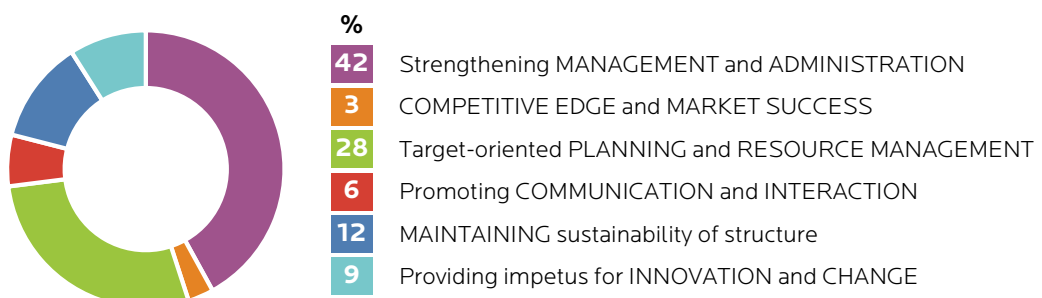 %
42 Strengthening MANAGEMENT and ADMINISTRATION
3 COMPETITIVE EDGE and MARKET SUCCESS
28 Target-oriented PLANNING and RESOURCE MANAGEMENT
6 Promoting COMMUNICATION and INTERACTION
12 MAINTAINING sustainability of structure
9 Providing impetus for INNOVATION and CHANGE